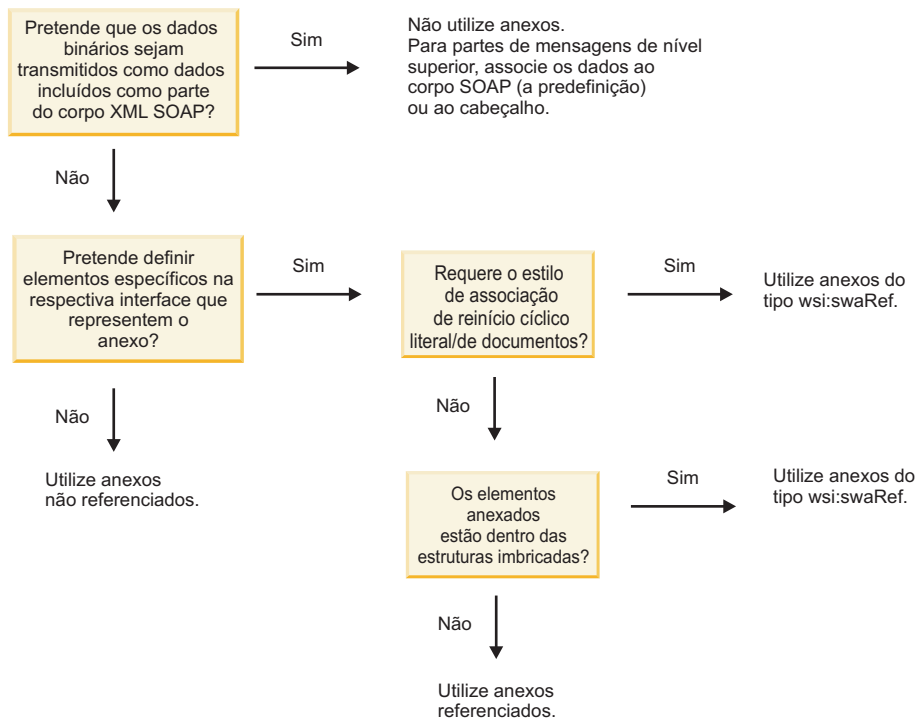 Pretende que os dados
binários sejam
transmitidos como dados
incluídos como parte
do corpo XML SOAP?
Sim
Não utilize anexos.
Para partes de mensagens de nível
superior, associe os dados ao
corpo SOAP (a predefinição)
ou ao cabeçalho.
Não
Pretende definir
elementos específicos na
respectiva interface que
representem o
anexo?
Sim
Requere o estilo
de associação
de reinício cíclico
literal/de documentos?
Sim
Utilize anexos do
tipo wsi:swaRef.
Não
Utilize anexos
não referenciados.
Não
Os elementos
anexados
estão dentro das
estruturas imbricadas?
Sim
Utilize anexos do
tipo wsi:swaRef.
Não
Utilize anexos
referenciados.